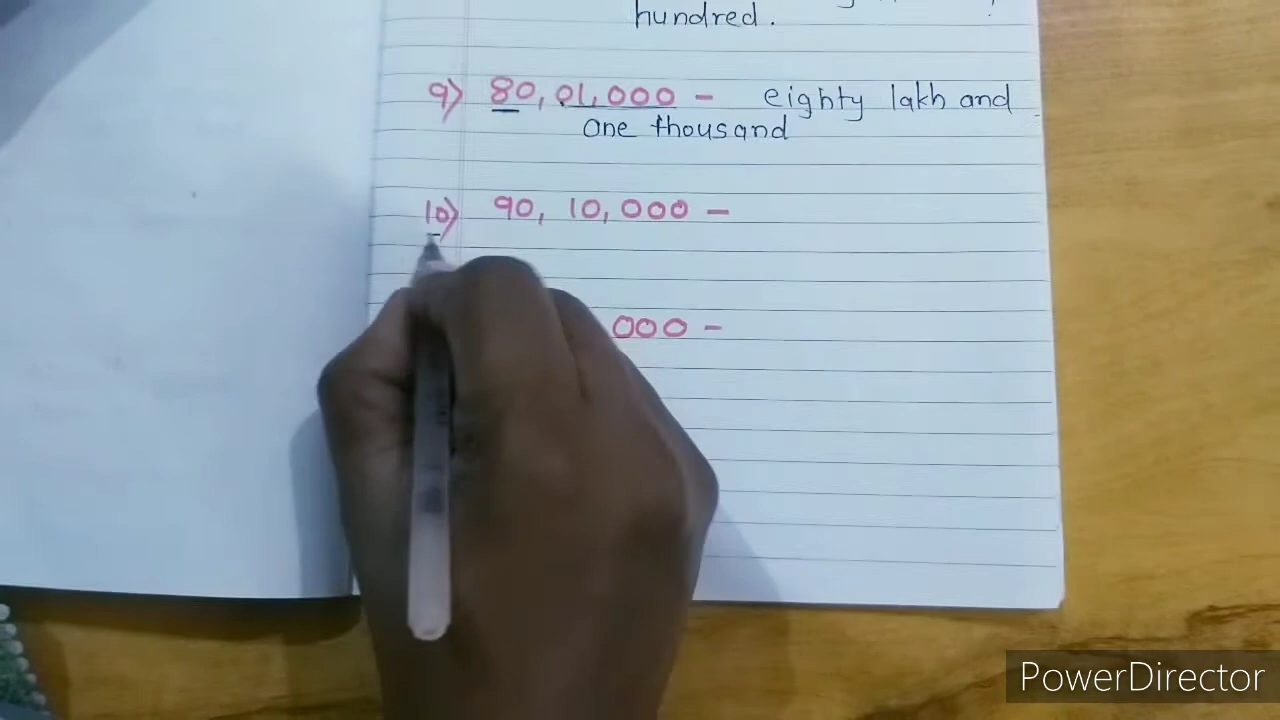 hundred.
9) 80,01,000 - eighty lakh and
one thousand
10) 90,10,000 -
000 -
PowerDirector